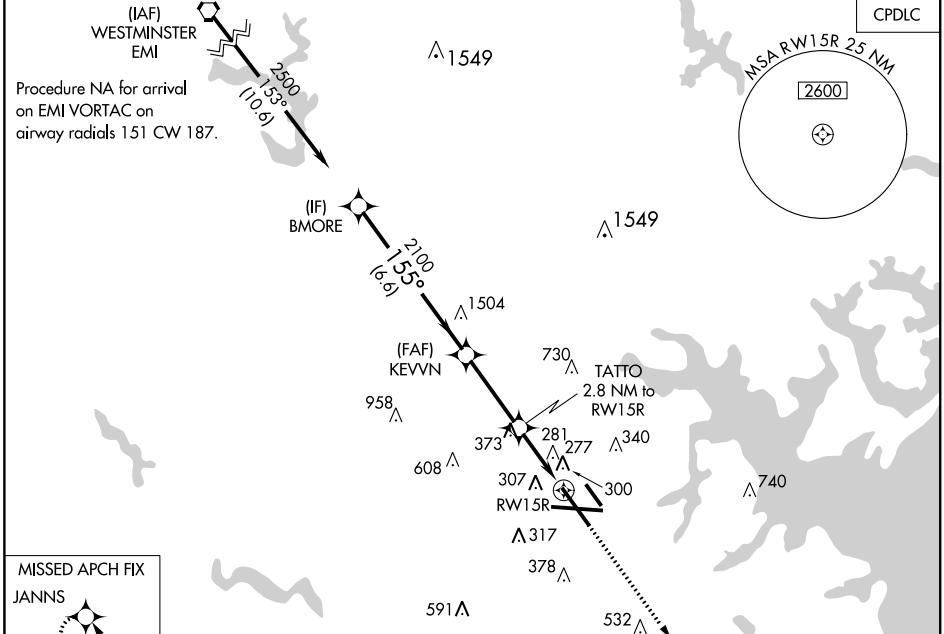 (IAF)
WESTMINSTER
EMI
Procedure NA for arrival
on EMI VORTAC on
airway radials 151 CW 187.
2500
153°
(10.6)
1549
CPDLC
MSA RW15R 25 NM
2600
(IF)
BMORE
1549
2100
155°
(6.6)
1504
(FAF)
KEVVN
730
TATTO
2.8 NM to
RW15R
958
373
281
277
340
608
307
300
RW15R
740
317
378
591
532
MISSED APCH FIX
JANNS